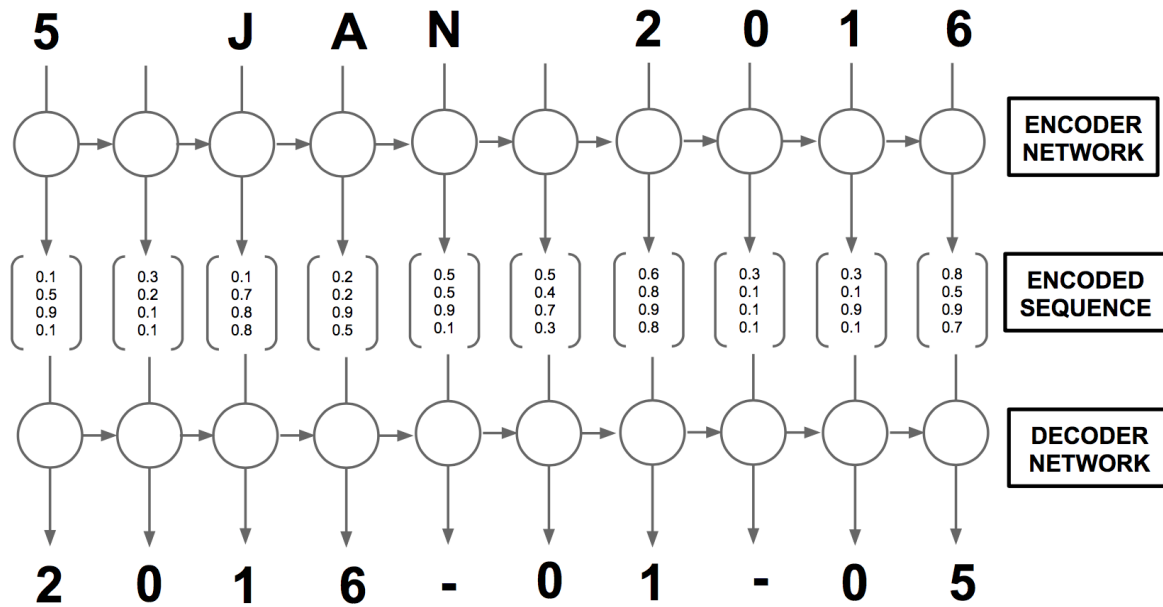 5 J A N 2 0 1 6
ENCODER
NETWORK
0.1 0.3 0.1 0.2 0.5 0.5 0.6 0.3 0.3 0.8
0.5 0.2 0.7 0.2 0.5 0.4 0.8 0.1 0.1 0.5
0.9 0.1 0.8 0.9 0.9 0.7 0.9 0.1 0.9 0.9
0.1 0.1 0.8 0.5 0.1 0.3 0.8 0.1 0.1 0.7
ENCODED
SEQUENCE
DECODER
NETWORK
2 0 1 6 - 0 1 - 0 5